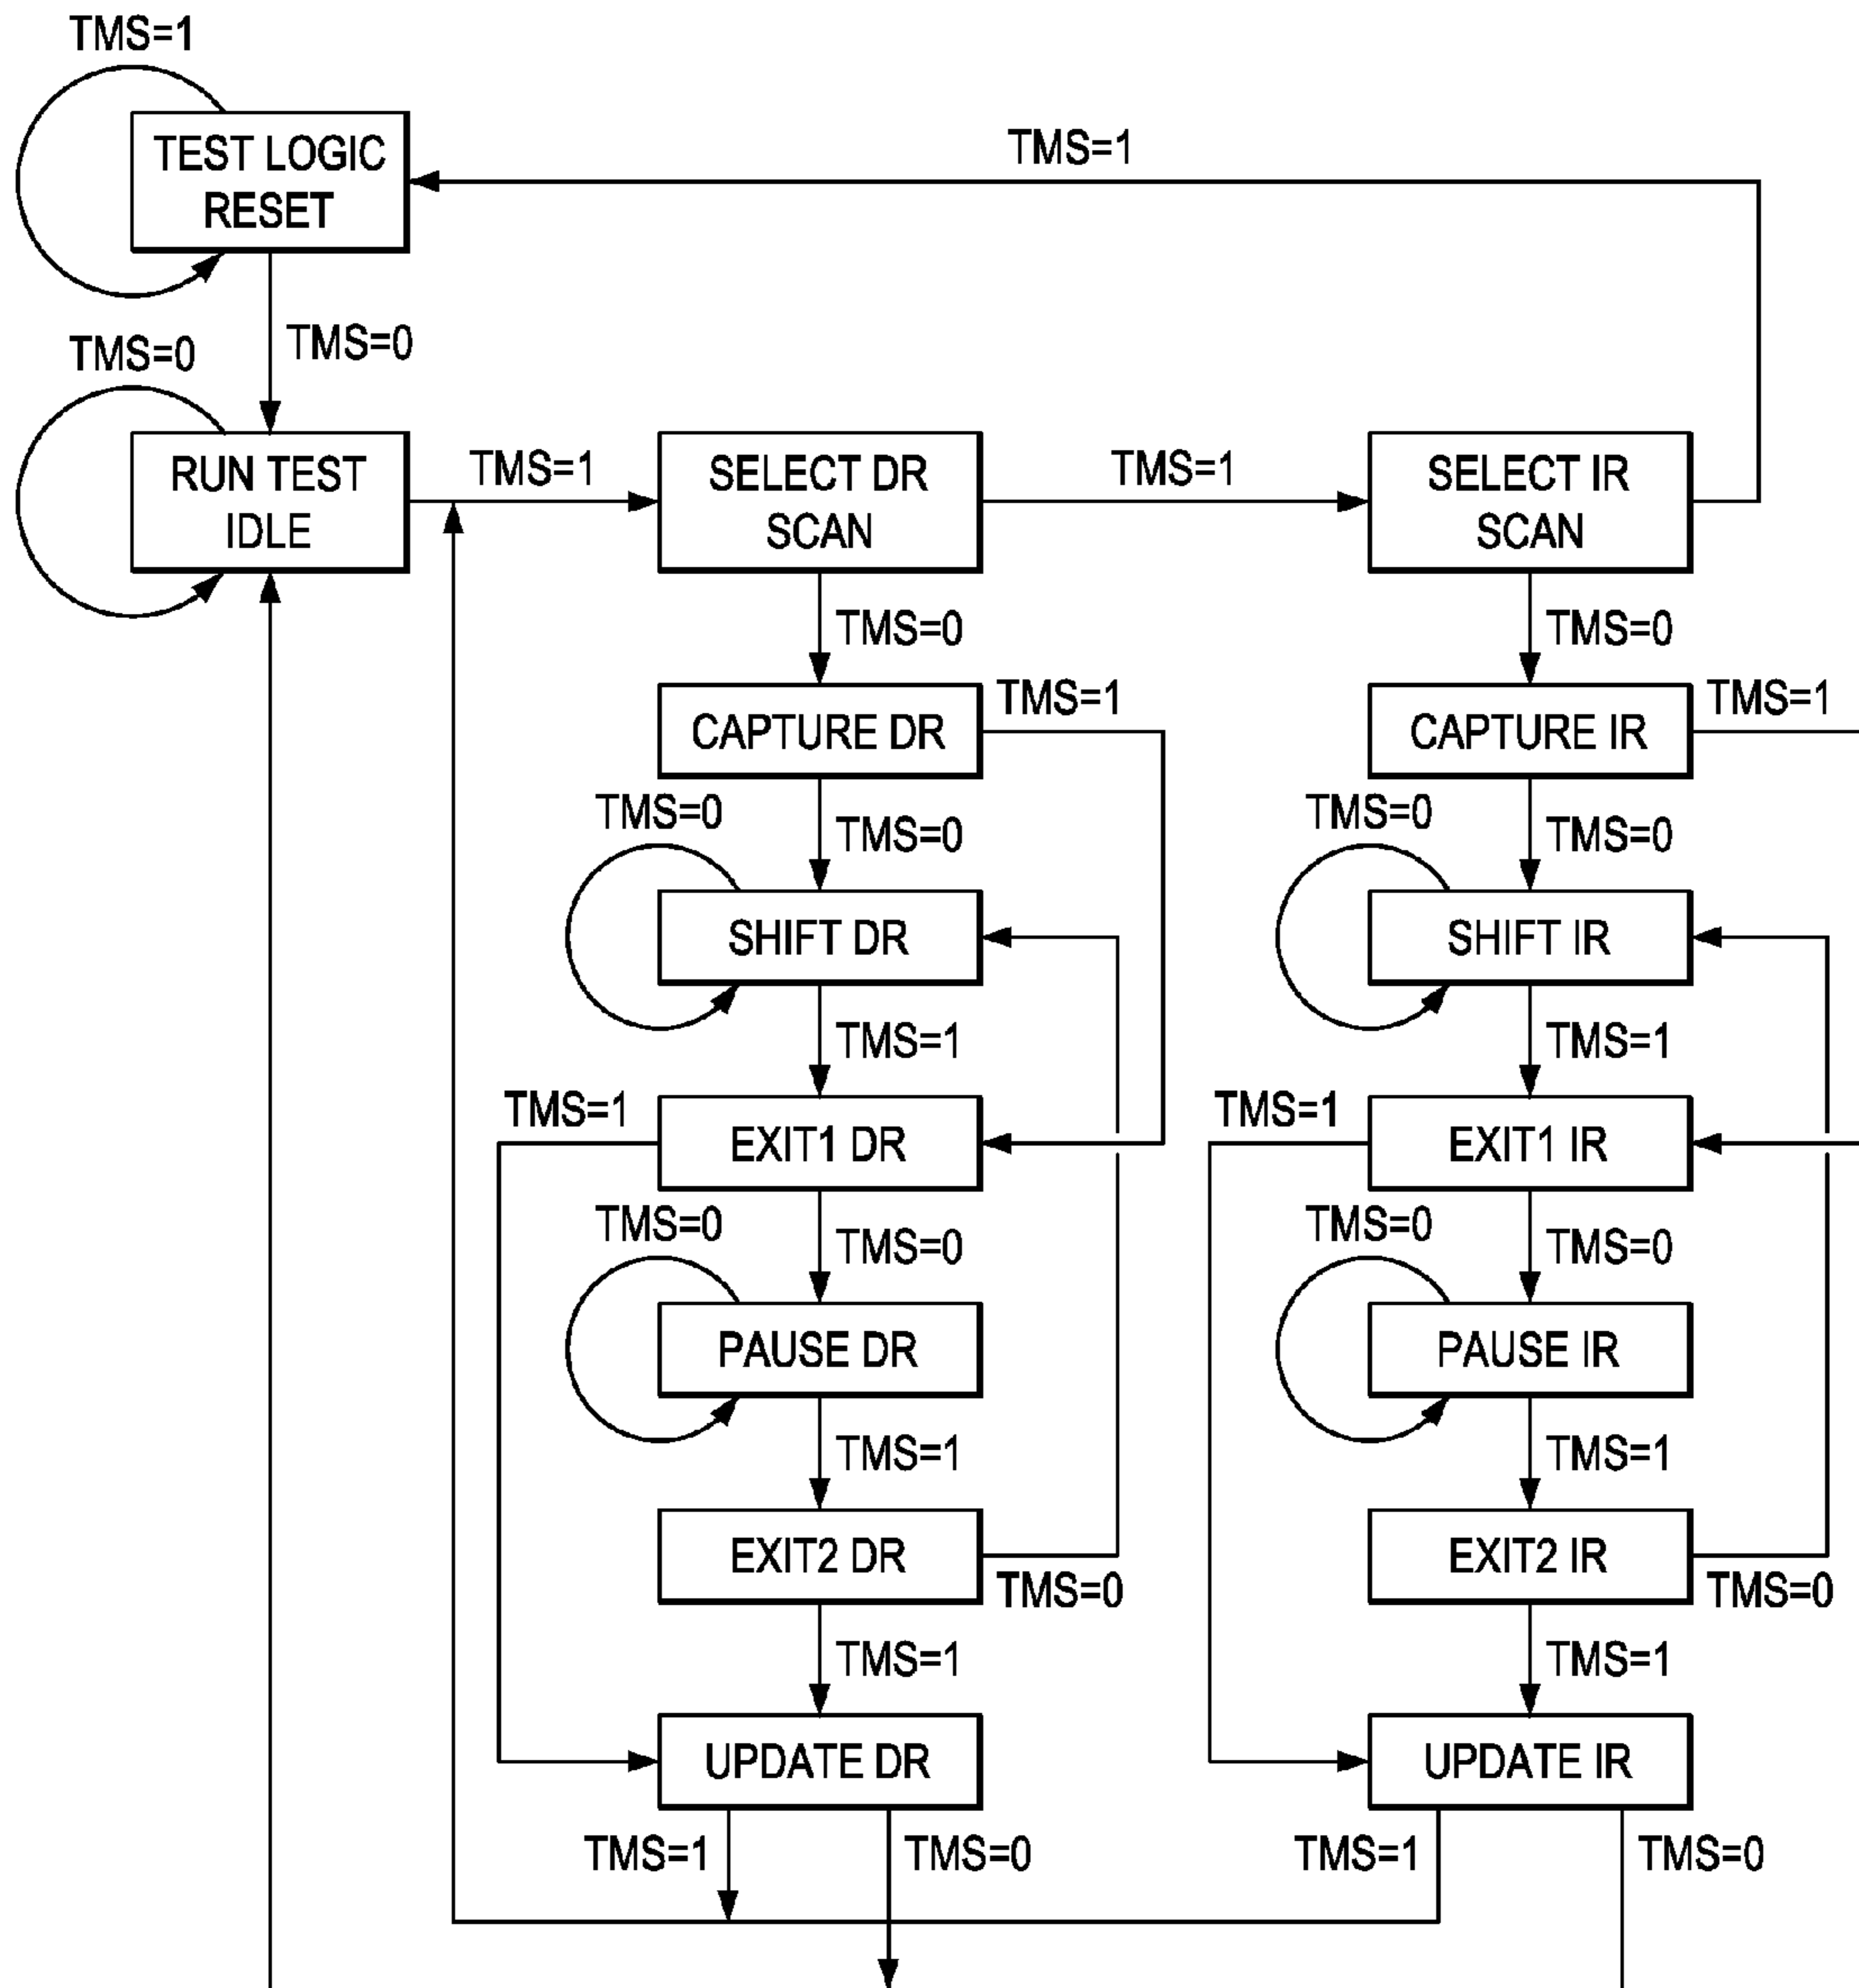 TMS=1
TEST LOGIC
RESET
TMS=1
TMS=0
TMS=0
RUN TEST
IDLE
TMS=1
SELECT DR
SCAN
TMS=1
SELECT IR
SCAN
TMS=0
TMS=0
CAPTURE DR
TMS=1
CAPTURE IR
TMS=1
TMS=0
TMS=0
TMS=0
TMS=0
SHIFT DR
SHIFT IR
TMS=1
TMS=1
TMS=1
EXIT1 DR
TMS=1
EXIT1 IR
TMS=0
TMS=0
TMS=0
TMS=0
PAUSE DR
PAUSE IR
TMS=1
TMS=1
EXIT2 DR
TMS=0
EXIT2 IR
TMS=0
TMS=1
TMS=1
UPDATE DR
UPDATE IR
TMS=1
TMS=0
TMS=1
TMS=0